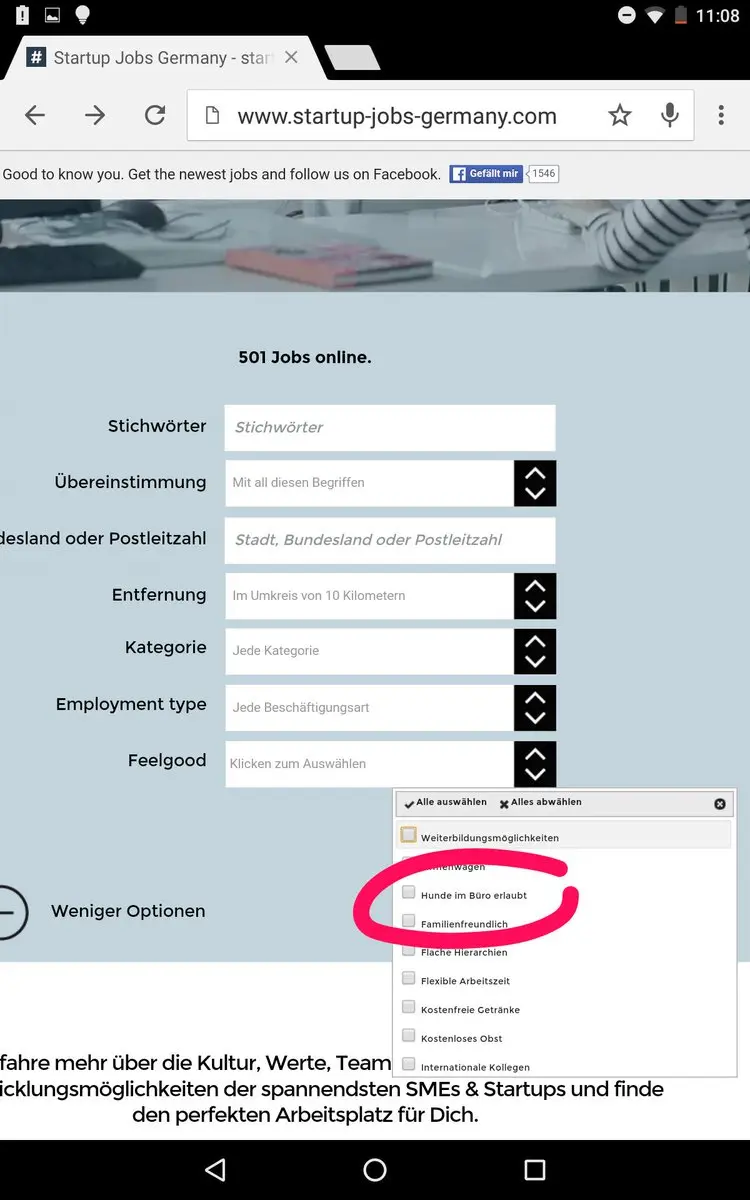 11:08
# Startup Jobs Germany - star
www.startup-jobs-germany.com
Good to know you. Get the newest jobs and follow us on Facebook. Gefällt mir 1546
501 Jobs online.
Stichwörter Stichwörter
Übereinstimmung Mit all diesen Begriffen
desland oder Postleitzahl Stadt, Bundesland oder Postleitzahl
Entfernung Im Umkreis von 10 Kilometern
Kategorie Jede Kategorie
Employment type Jede Beschäftigungsart
Feelgood Klicken zum Auswählen
Alle auswählen Alles abwählen
Weiterbildungsmöglichkeiten
Hunde im Büro erlaubt
Familienfreundlich
Flache Hierarchien
Flexible Arbeitszeit
Kostenfreie Getränke
Kostenloses Obst
Internationale Kollegen
Weniger Optionen
fahre mehr über die Kultur, Werte, Team
icklungsmöglichkeiten der spannendsten SMEs & Startups und finde
den perfekten Arbeitsplatz für Dich.